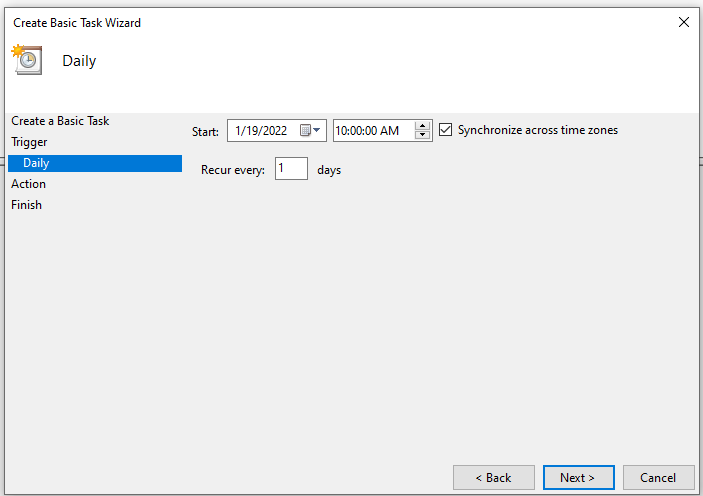 Create Basic Task Wizard
Daily
Create a Basic Task
Trigger
Daily
Action
Finish
Start: 1/19/2022 10:00:00 AM Synchronize across time zones
Recur every: 1 days
< Back Next > Cancel